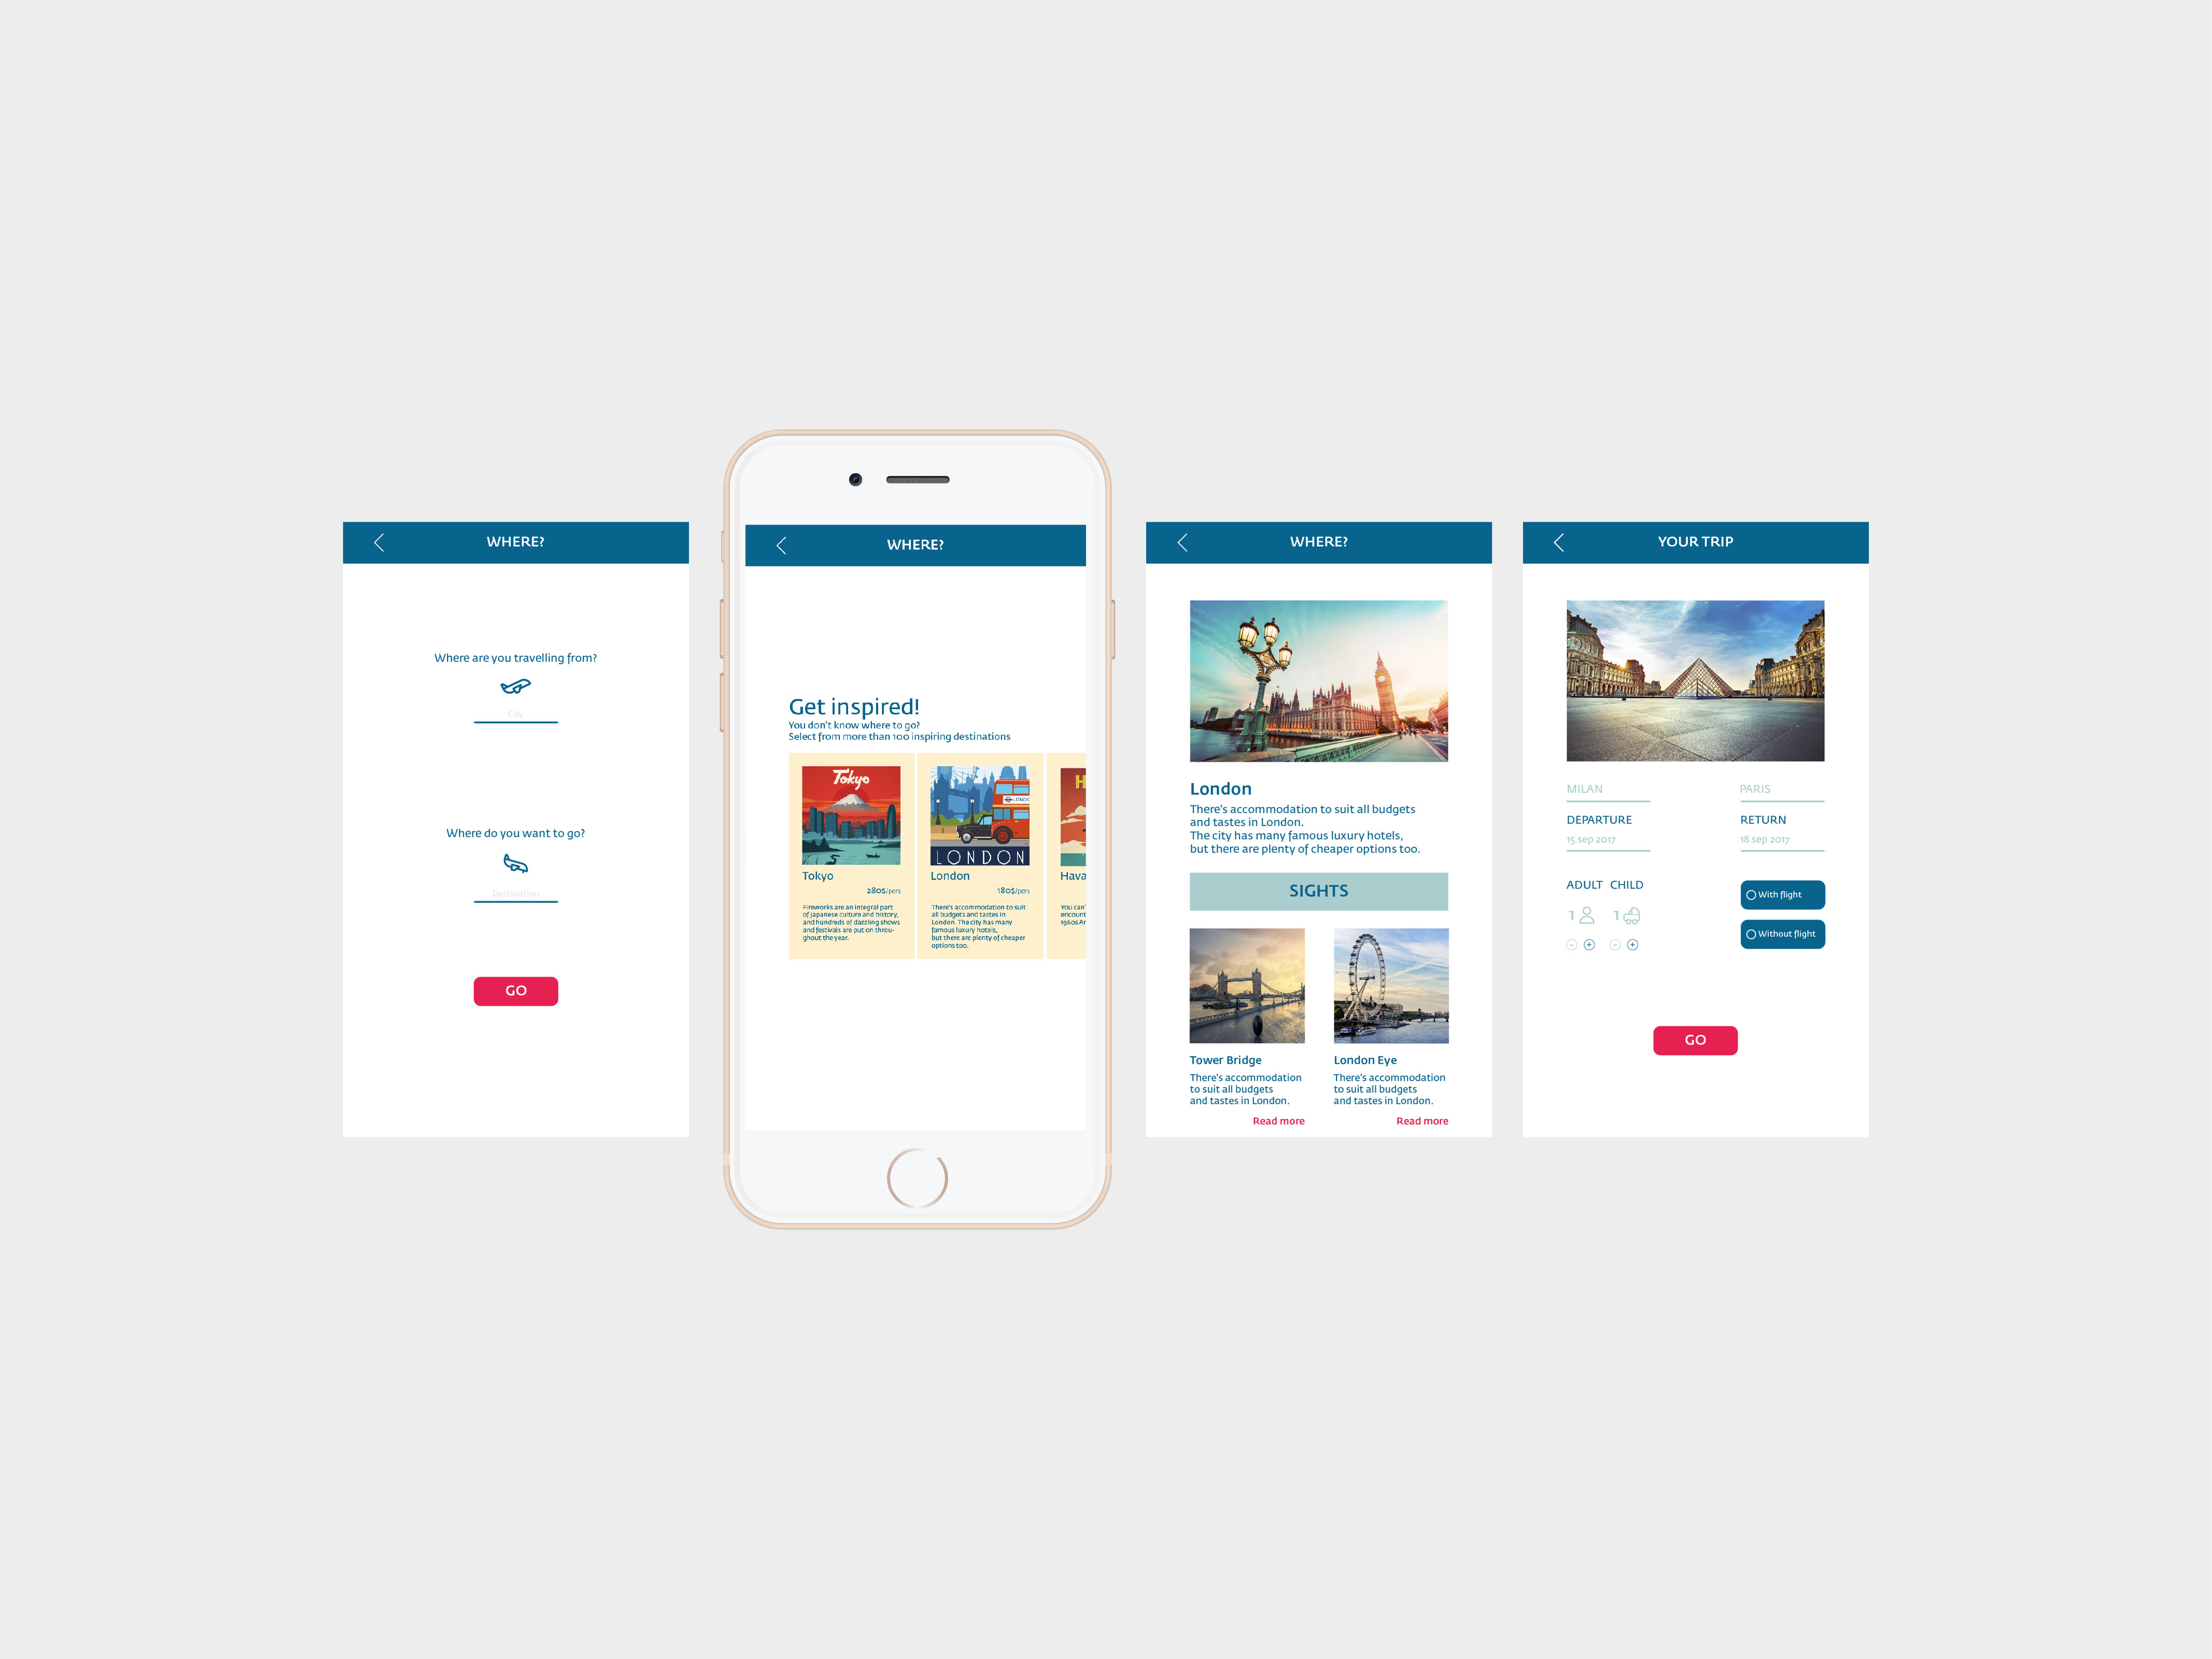 WHERE?
Where are you travelling from?
City
Where do you want to go?
Destination
GO
WHERE?
Get inspired!
You don't know where to go?
Select from more than 100 inspiring destinations
Tokyo
Tokyo
280$/pers
Fireworks are an integral part
of Japanese culture and history,
and hundreds of dazzling shows
and festivals are put on throu-
ghout the year.
LONDO
LONDON
London
180$/pers
There's accommodation to suit
all budgets and tastes in
London. The city has many
famous luxury hotels,
but there are plenty of cheaper
options too.
H
Hava
You can'
encount
1960s Ar
WHERE?
London
There's accommodation to suit all budgets
and tastes in London.
The city has many famous luxury hotels,
but there are plenty of cheaper options too.
SIGHTS
Tower Bridge
There's accommodation
to suit all budgets
and tastes in London.
Read more
London Eye
There's accommodation
to suit all budgets
and tastes in London.
Read more
YOUR TRIP
MILAN
PARIS
DEPARTURE
RETURN
15 sep 2017
18 sep 2017
ADULT CHILD
1 1
With flight
Without flight
GO